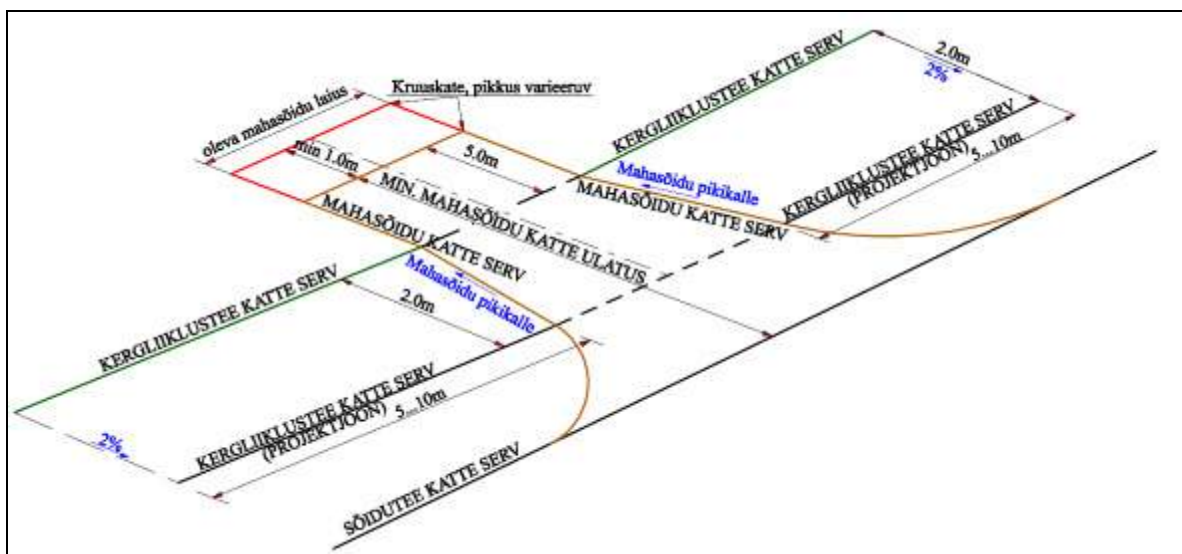 2.0m
2%
Kruuskate, pikkus varieeruv
oleva mahasõidu laius
KERGLIIKLUSTEE KATTE SERV
KERGLIIKLUSTEE KATTE SERV
(PROJEKTJOON)
5...10m
min 1.0m
5.0m
Mahasõidu pikikalle
MAHASÕIDU KATTE SERV
MIN. MAHASÕIDU KATTE ULATUS
MAHASÕIDU KATTE SERV
Mahasõidu pikikalle
KERGLIIKLUSTEE KATTE SERV
2.0m
KERGLIIKLUSTEE KATTE SERV
(PROJEKTJOON)
5...10m
2%
SÕIDUTEE KATTE SERV